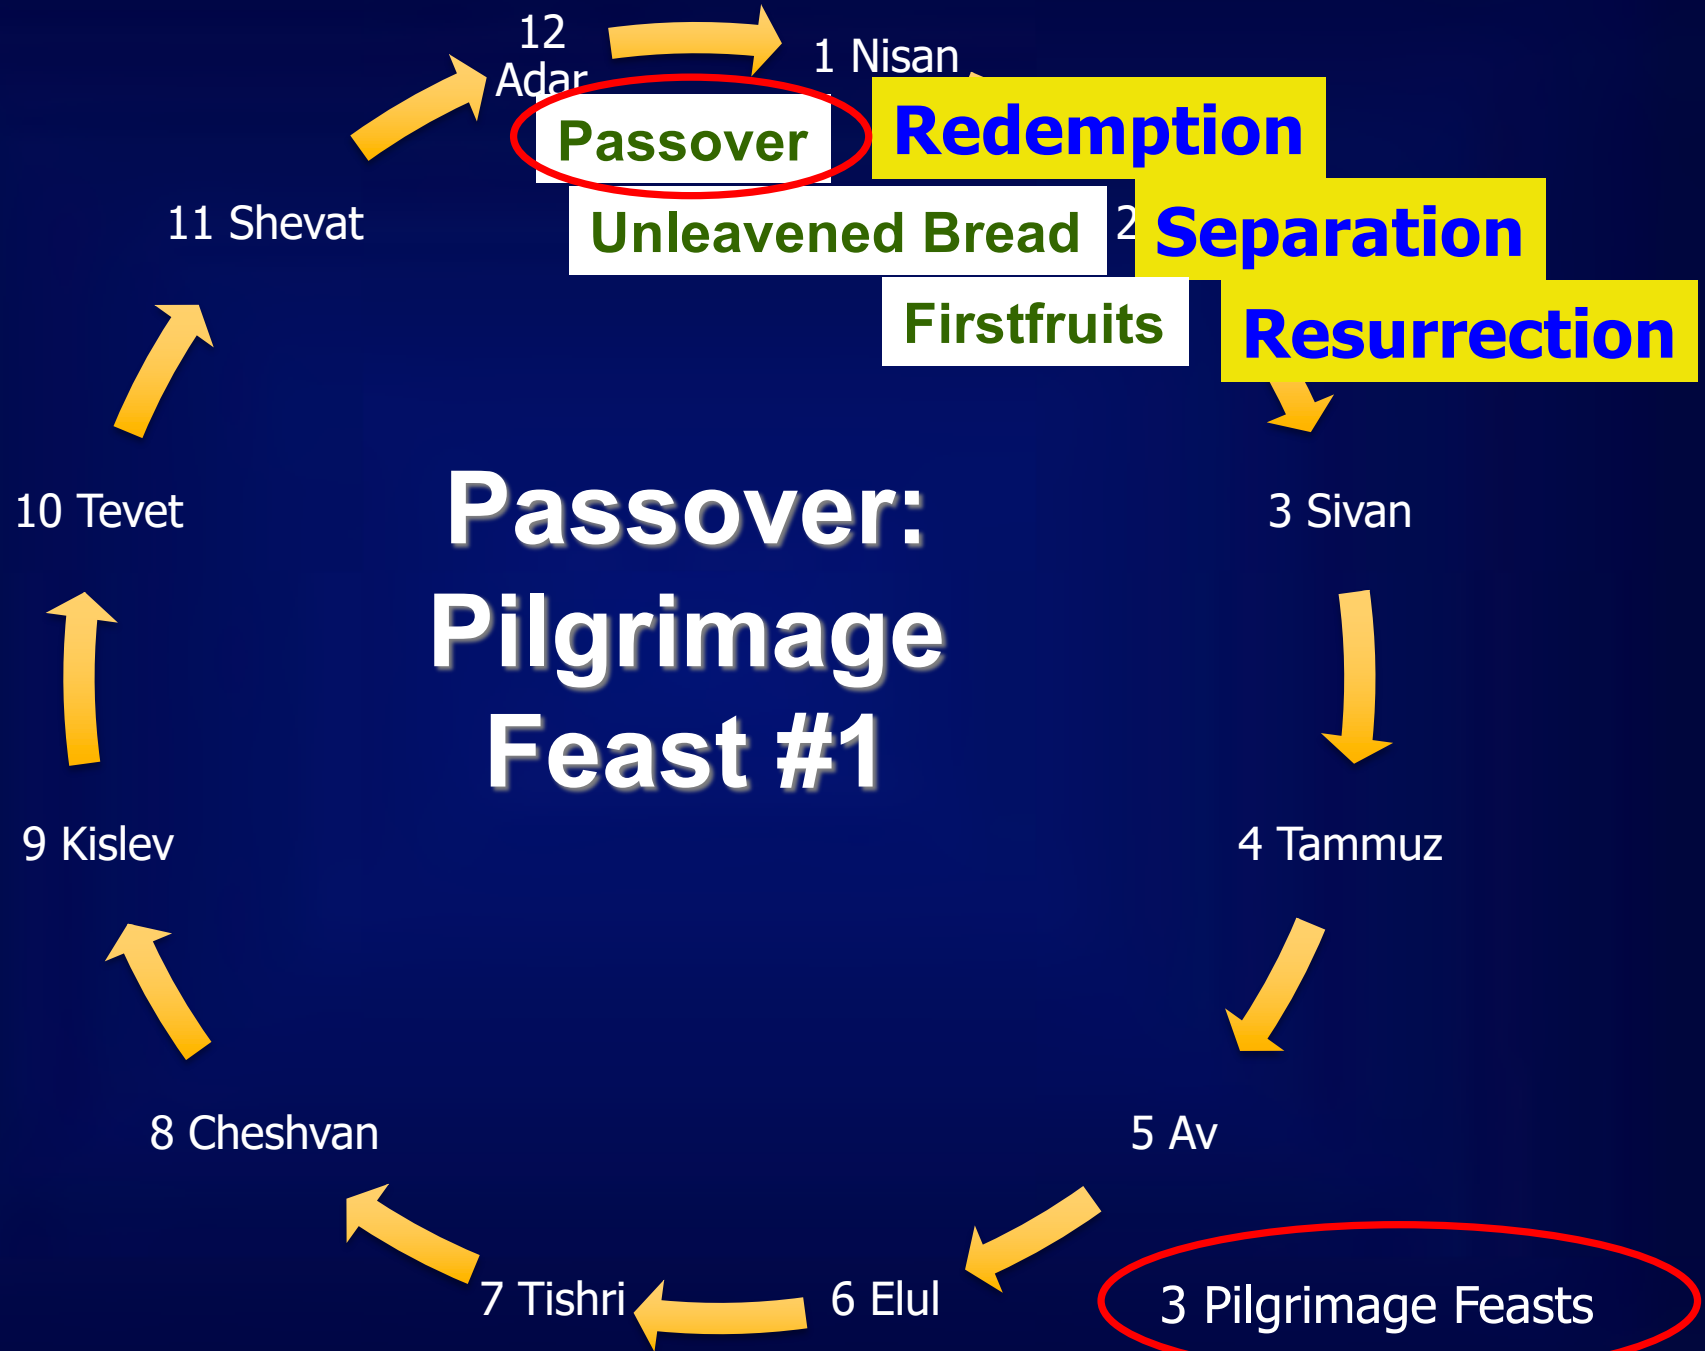 12
Adar
1 Nisan
Passover
Redemption
11 Shevat
Unleavened Bread
2
Separation
Firstfruits
Resurrection
10 Tevet
Passover:
Pilgrimage
Feast #1
3 Sivan
9 Kislev
4 Tammuz
8 Cheshvan
5 Av
7 Tishri
6 Elul
3 Pilgrimage Feasts